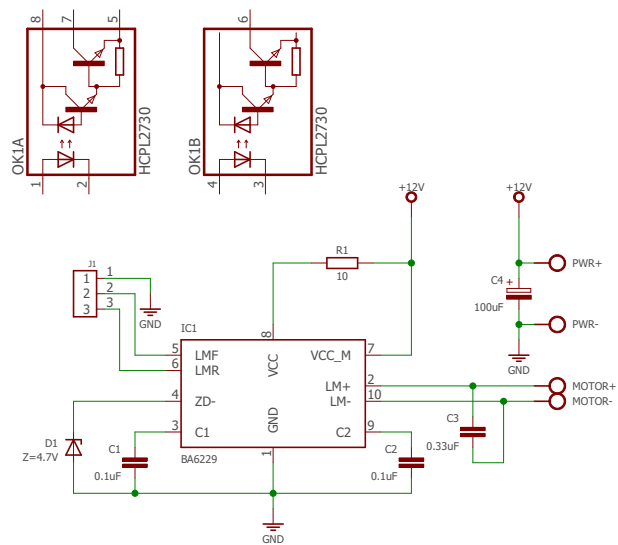 8 7 5
6
OK1A
HCPL2730
OK1B
HCPL2730
1 2
4 3
+12V
+12V
R1
10
PWR+
C4
+
100uF
PWR-
GND
J1
1 1
2 2
3 3
GND
IC1
8
5 LMF VCC VCC_M 7
6 LMR
LM+ 2 MOTOR+
4 ZD- LM- 10 MOTOR-
GND
3 C1 C2 9
C3
0.33uF
D1
Z=4.7V
C1
0.1uF
BA6229
1
C2
0.1uF
GND